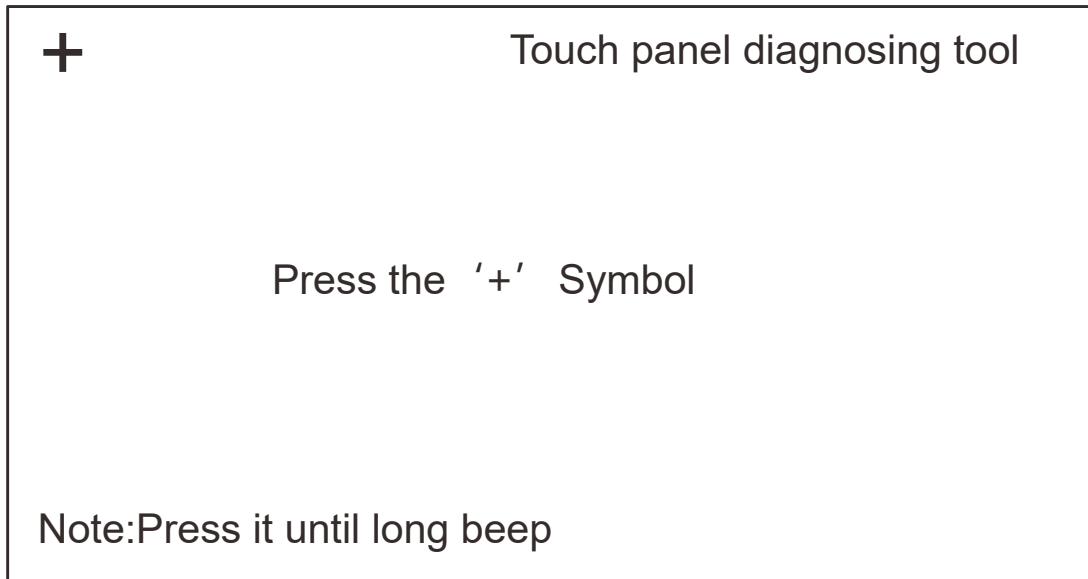 + Touch panel diagnosing tool
Press the ‘+’ Symbol
Note:Press it until long beep